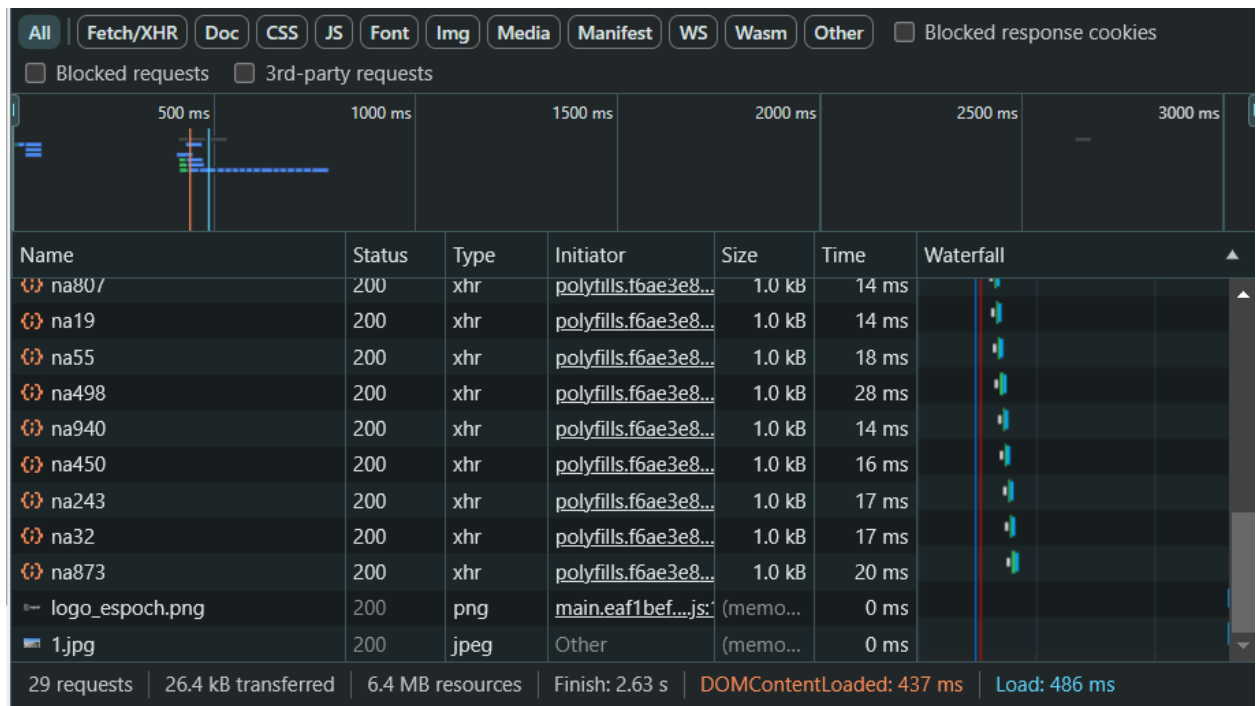 All Fetch/XHR Doc CSS JS Font Img Media Manifest WS Wasm Other Blocked response cookies
Blocked requests 3rd-party requests
500 ms 1000 ms 1500 ms 2000 ms 2500 ms 3000 ms
Name Status Type Initiator Size Time Waterfall
na807 200 xhr polyfills.f6ae3e8... 1.0 kB 14 ms
na19 200 xhr polyfills.f6ae3e8... 1.0 kB 14 ms
na55 200 xhr polyfills.f6ae3e8... 1.0 kB 18 ms
na498 200 xhr polyfills.f6ae3e8... 1.0 kB 28 ms
na940 200 xhr polyfills.f6ae3e8... 1.0 kB 14 ms
na450 200 xhr polyfills.f6ae3e8... 1.0 kB 16 ms
na243 200 xhr polyfills.f6ae3e8... 1.0 kB 17 ms
na32 200 xhr polyfills.f6ae3e8... 1.0 kB 17 ms
na873 200 xhr polyfills.f6ae3e8... 1.0 kB 20 ms
logo_espoch.png 200 png main.eaf1bef....js: (memo... 0 ms
1.jpg 200 jpeg Other (memo... 0 ms
29 requests 26.4 kB transferred 6.4 MB resources Finish: 2.63 s DOMContentLoaded: 437 ms Load: 486 ms